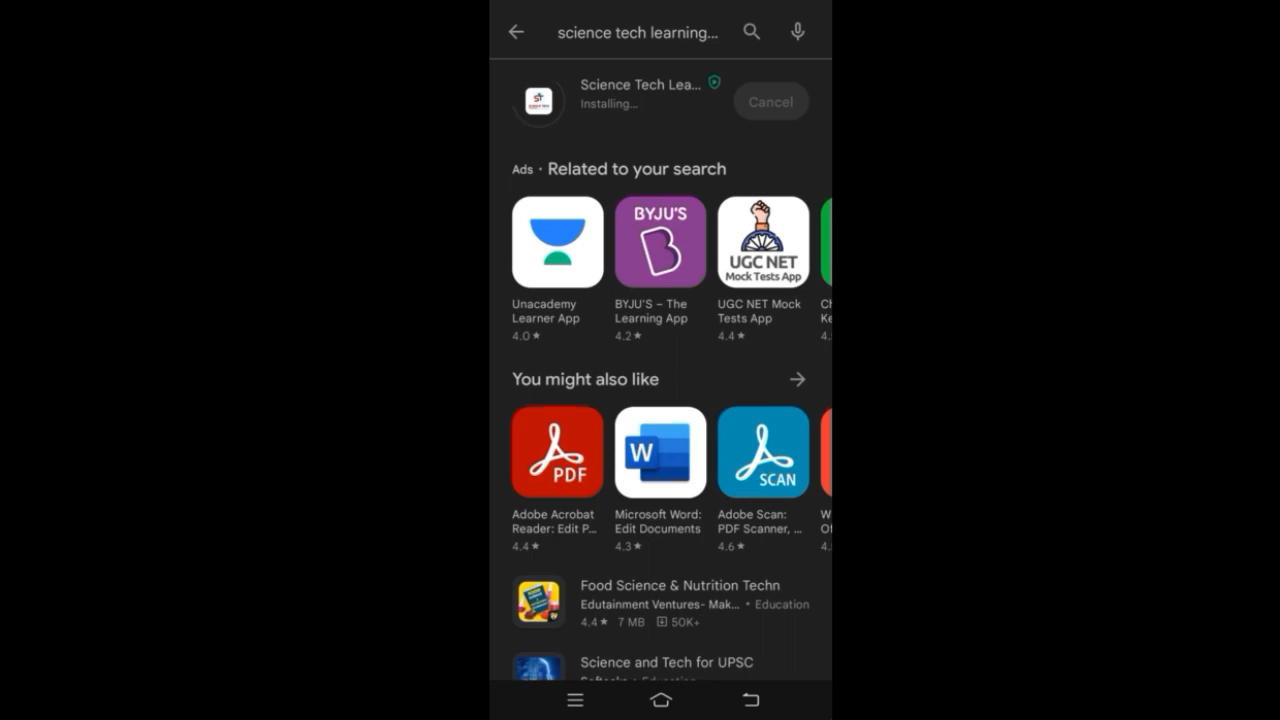 science tech learning...
Science Tech Lea...
Installing...
Cancel
Ads · Related to your search
BYJU'S
UGC NET
Mock Tests App
Unacademy
Learner App
4.0★
BYJU'S – The
Learning App
4.2★
UGC NET Mock
Tests App
4.4★
You might also like
PDF
W
SCAN
Adobe Acrobat
Reader: Edit P...
4.4★
Microsoft Word:
Edit Documents
4.3★
Adobe Scan:
PDF Scanner, ...
4.6★
Food Science & Nutrition Techn
Edutainment Ventures- Mak... • Education
4.4★ 7 MB 50K+
Science and Tech for UPSC